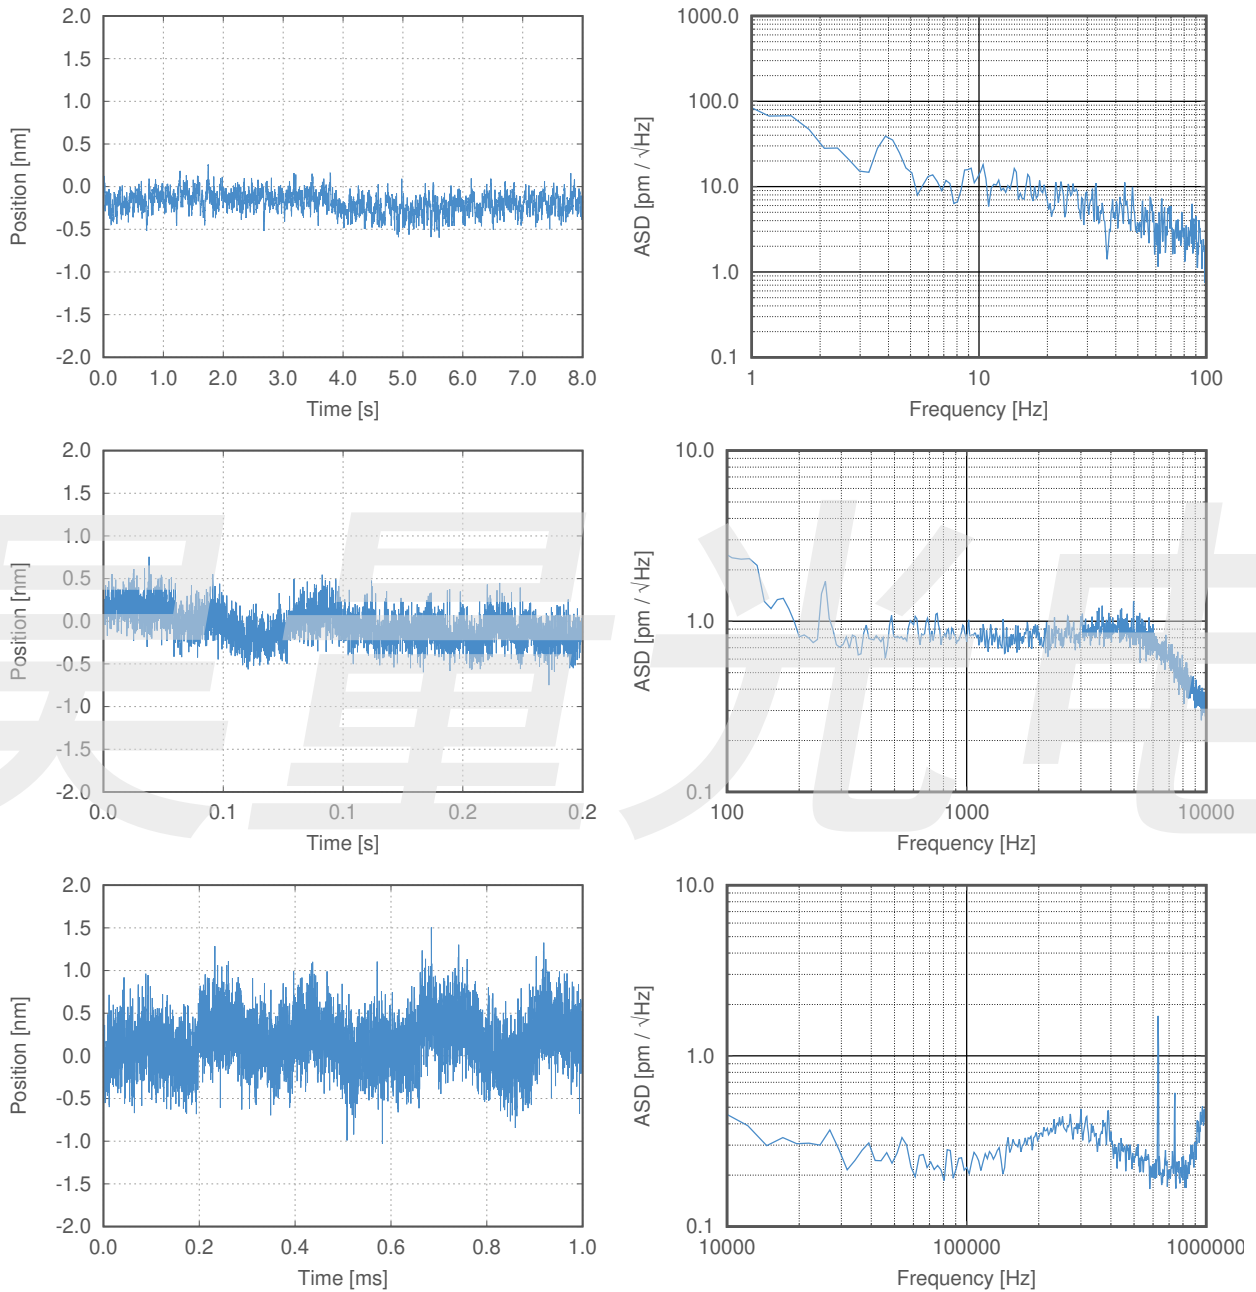 2.0
1.5
1.0
0.5
0.0
-0.5
-1.0
-1.5
-2.0
Position [nm]
0.0 1.0 2.0 3.0 4.0 5.0 6.0 7.0 8.0
Time [s]
1000.0
100.0
10.0
1.0
0.1
ASD [pm / √Hz]
1 10 100
Frequency [Hz]
2.0
1.5
1.0
0.5
0.0
-0.5
-1.0
-1.5
-2.0
Position [nm]
0.0 0.1 0.1 0.2 0.2
Time [s]
10.0
1.0
0.1
ASD [pm / √Hz]
100 1000 10000
Frequency [Hz]
昊量光电
2.0
1.5
1.0
0.5
0.0
-0.5
-1.0
-1.5
-2.0
Position [nm]
0.0 0.2 0.4 0.6 0.8 1.0
Time [ms]
10.0
1.0
0.1
ASD [pm / √Hz]
10000 100000 1000000
Frequency [Hz]